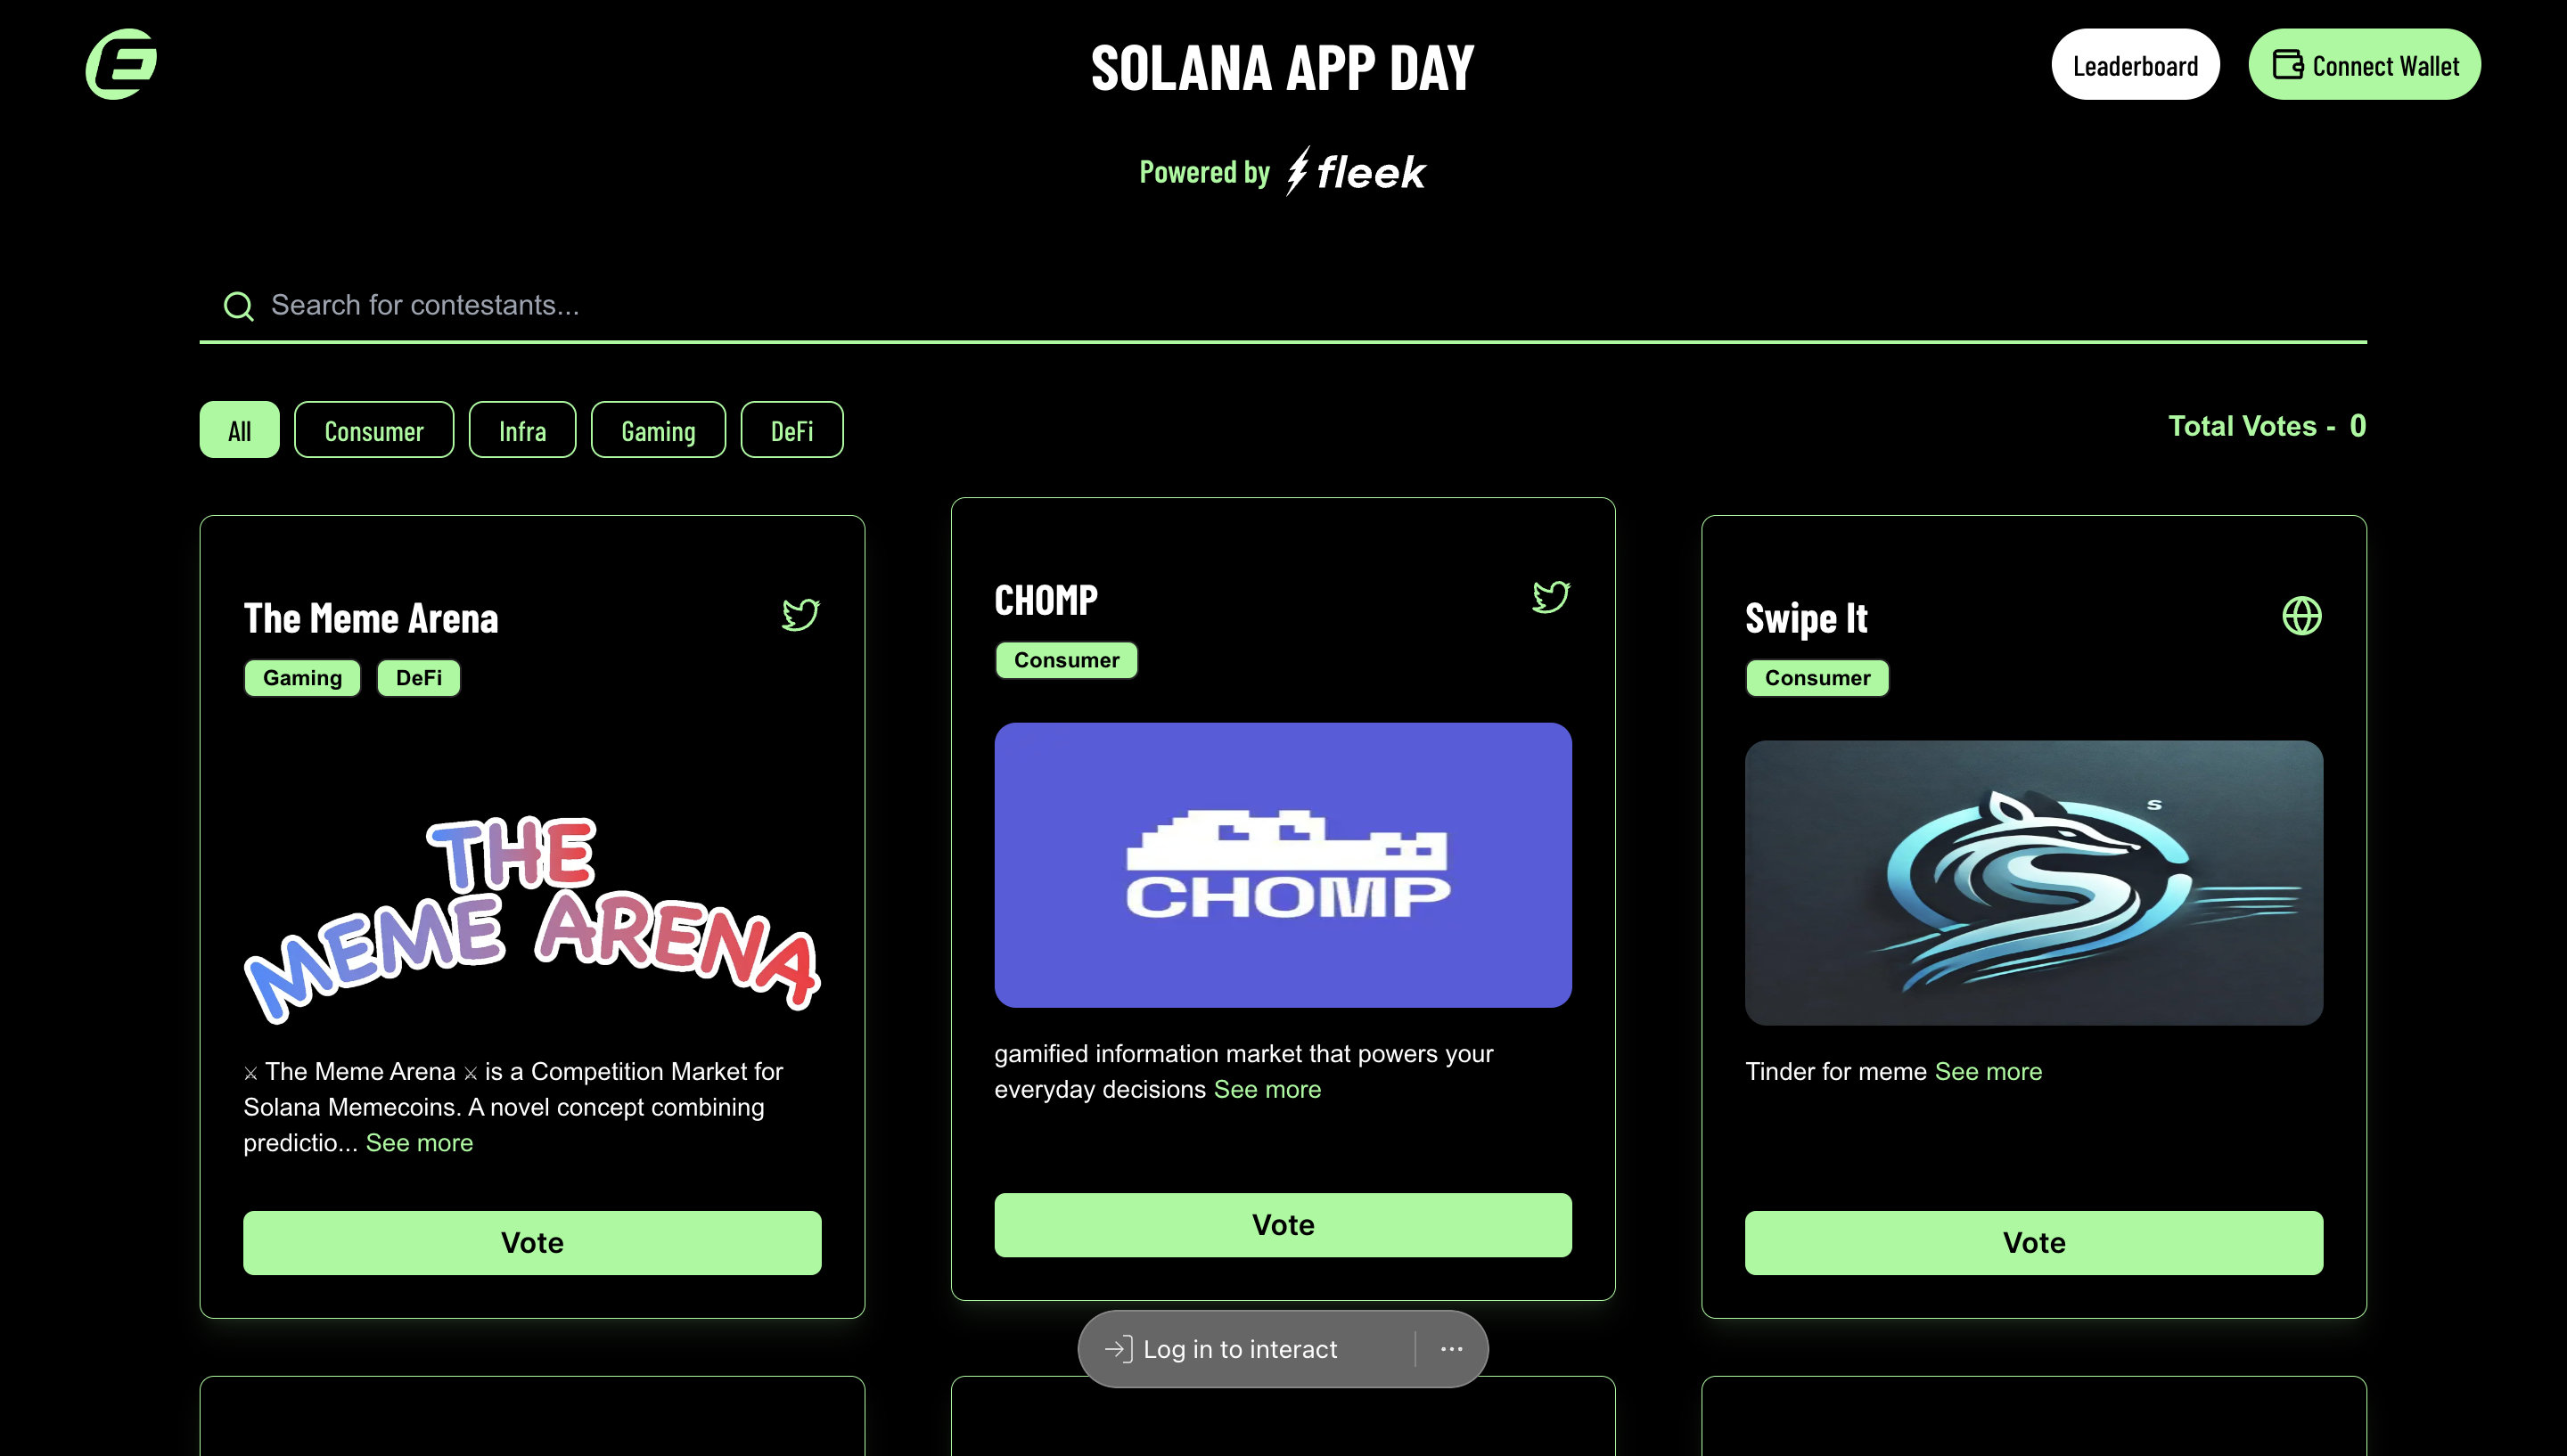 SOLANA APP DAY
Leaderboard
Connect Wallet
Powered by fleek
Search for contestants...
All
Consumer
Infra
Gaming
DeFi
Total Votes - 0
The Meme Arena
Gaming
DeFi
THE
MEME ARENA
⚔ The Meme Arena ⚔ is a Competition Market for
Solana Memecoins. A novel concept combining
predictio... See more
Vote
CHOMP
Consumer
CHOMP
gamified information market that powers your
everyday decisions See more
Vote
Swipe It
Consumer
S
Tinder for meme See more
Vote
Log in to interact